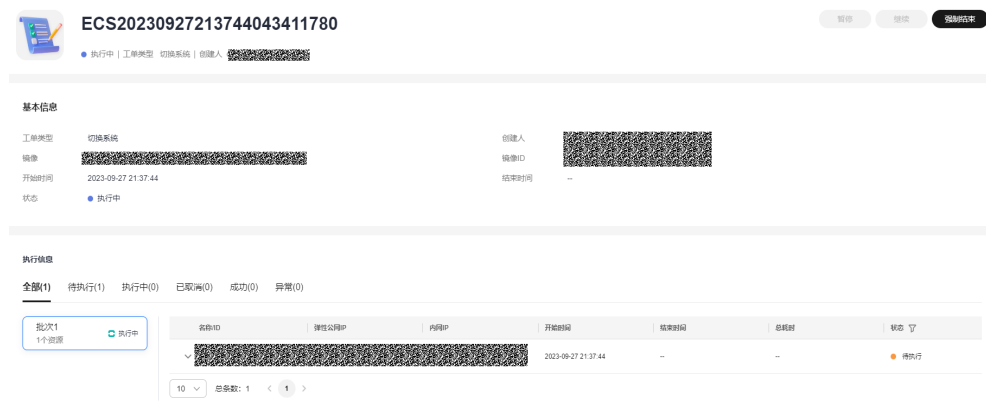 ECS20230927213744043411780
暂停 继续 强制结束
执行中 | 工单类型 切换系统 | 创建人
基本信息
工单类型 切换系统 创建人
镜像 镜像ID
开始时间 2023-09-27 21:37:44 结束时间 --
状态 执行中
执行信息
全部(1) 待执行(1) 执行中(0) 已取消(0) 成功(0) 异常(0)
批次1 执行中
1个资源
名称/ID 弹性公网IP 内网IP 开始时间 结束时间 总耗时 状态
2023-09-27 21:37:44 -- -- 待执行
10 总条数: 1 < 1 >